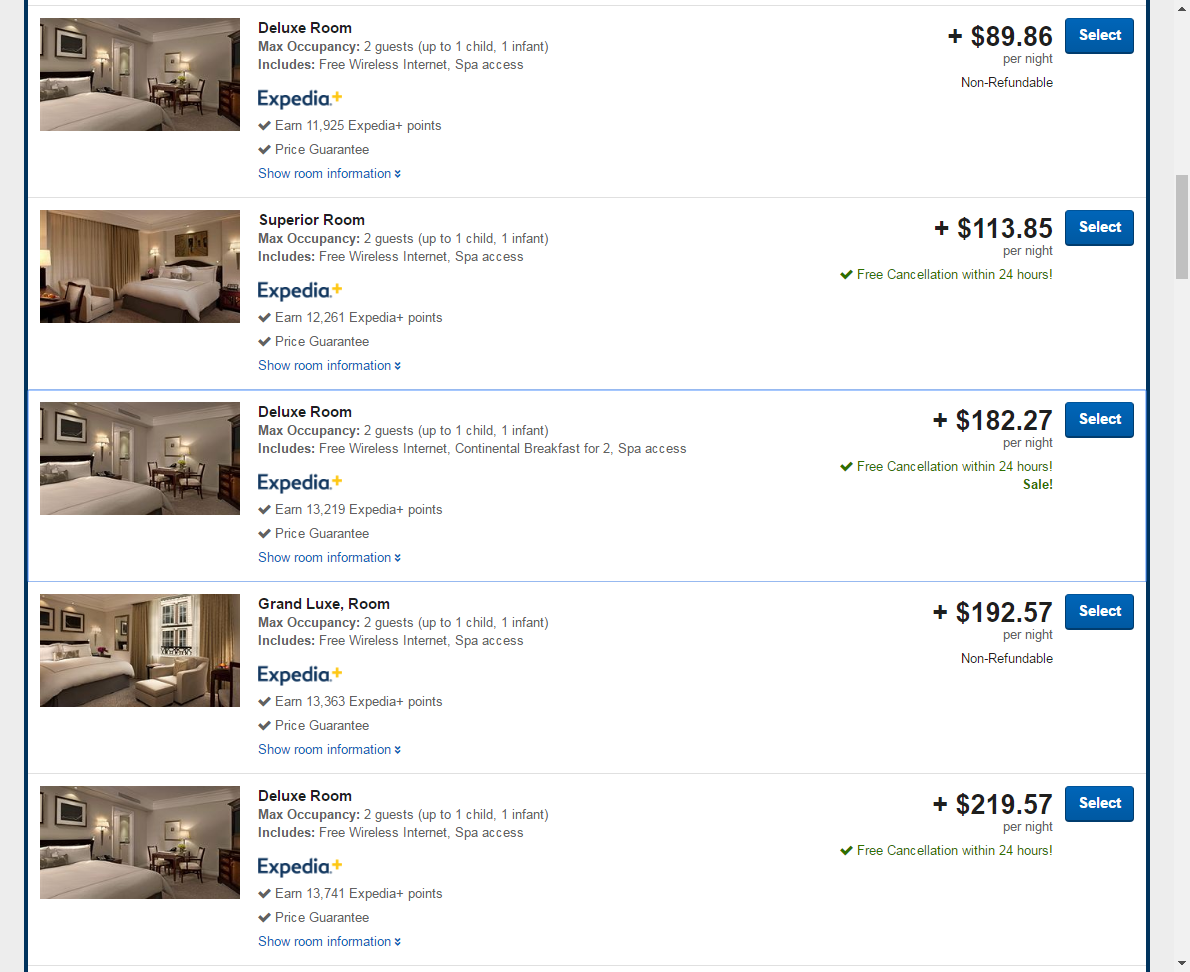 Deluxe Room
Max Occupancy: 2 guests (up to 1 child, 1 infant)
Includes: Free Wireless Internet, Spa access
Expedia+
Earn 11,925 Expedia+ points
Price Guarantee
Show room information
+ $89.86
per night
Non-Refundable
Select
Superior Room
Max Occupancy: 2 guests (up to 1 child, 1 infant)
Includes: Free Wireless Internet, Spa access
Expedia+
Earn 12,261 Expedia+ points
Price Guarantee
Show room information
+ $113.85
per night
Free Cancellation within 24 hours!
Select
Deluxe Room
Max Occupancy: 2 guests (up to 1 child, 1 infant)
Includes: Free Wireless Internet, Continental Breakfast for 2, Spa access
Expedia+
Earn 13,219 Expedia+ points
Price Guarantee
Show room information
+ $182.27
per night
Free Cancellation within 24 hours!
Sale!
Select
Grand Luxe, Room
Max Occupancy: 2 guests (up to 1 child, 1 infant)
Includes: Free Wireless Internet, Spa access
Expedia+
Earn 13,363 Expedia+ points
Price Guarantee
Show room information
+ $192.57
per night
Non-Refundable
Select
Deluxe Room
Max Occupancy: 2 guests (up to 1 child, 1 infant)
Includes: Free Wireless Internet, Spa access
Expedia+
Earn 13,741 Expedia+ points
Price Guarantee
Show room information
+ $219.57
per night
Free Cancellation within 24 hours!
Select